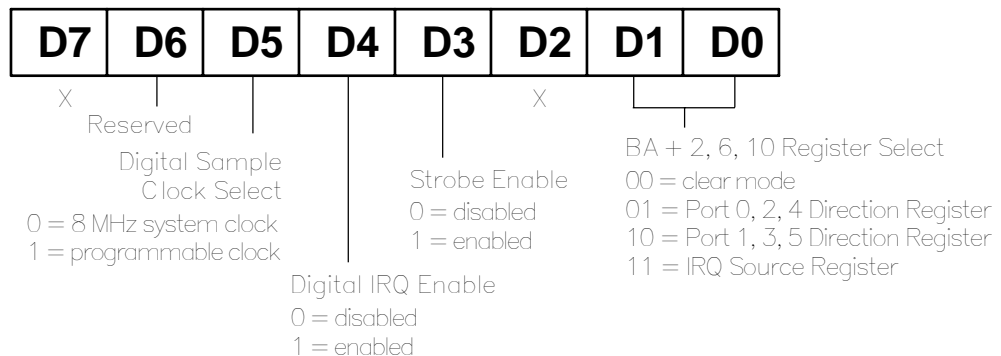 D7 D6 D5 D4 D3 D2 D1 D0
X
X
Reserved
Digital Sample
Clock Select
0 = 8 MHz system clock
1 = programmable clock
Digital IRQ Enable
0 = disabled
1 = enabled
Strobe Enable
0 = disabled
1 = enabled
BA + 2, 6, 10 Register Select
00 = clear mode
01 = Port 0, 2, 4 Direction Register
10 = Port 1, 3, 5 Direction Register
11 = IRQ Source Register